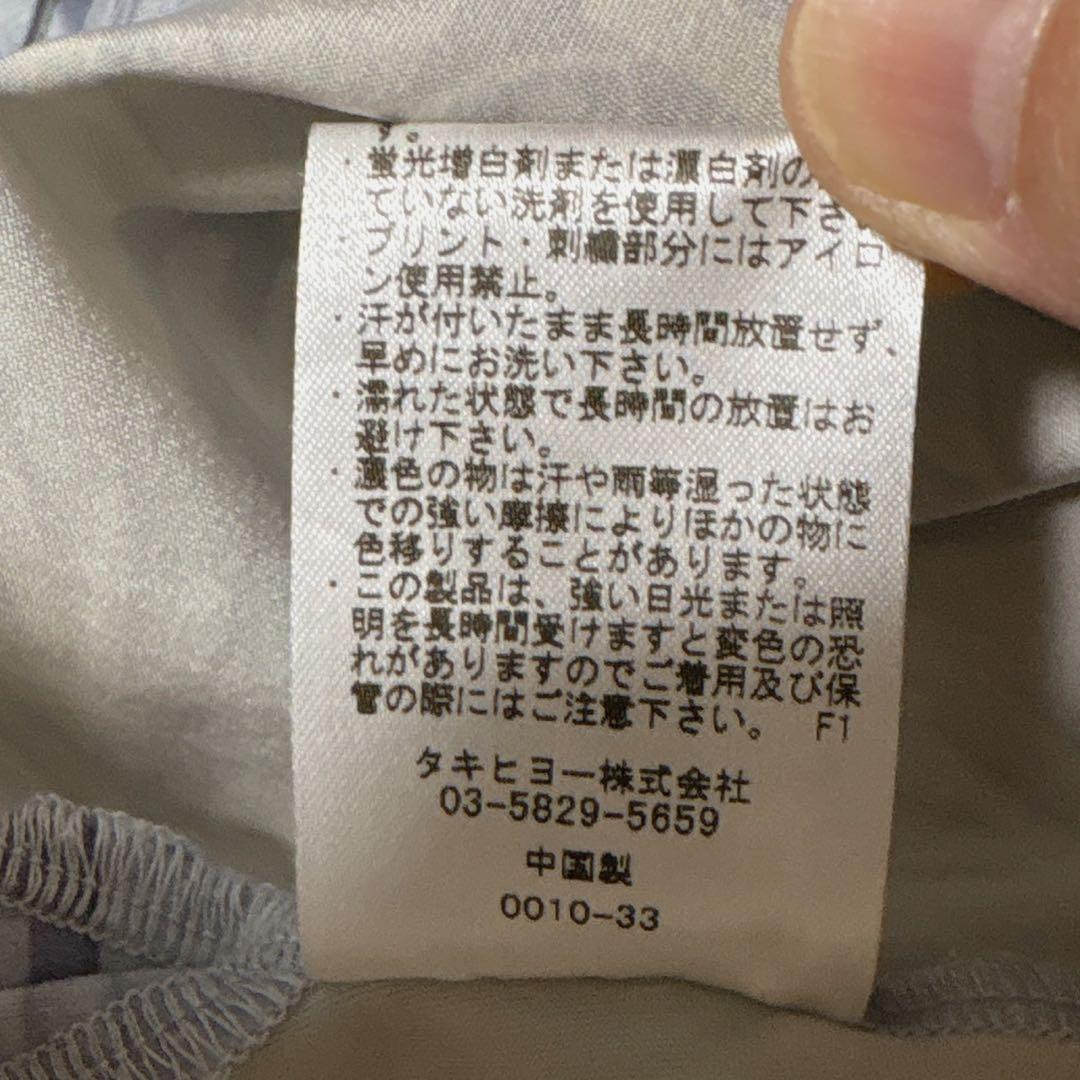 す。
・蛍光増白剤または漂白剤の
ていない洗剤を使用して下さ
・プリント・刺繍部分にはアイロ
ン使用禁止。
・汗が付いたまま長時間放置せず、
早めにお洗い下さい。
・濡れた状態で長時間の放置はお
避け下さい。
・濃色の物は汗や雨等湿った状態
での強い摩擦によりほかの物に
色移りすることがあります。
・この製品は、強い日光または照
明を長時間受けますと変色の恐
れがありますのでご着用及び保
管の際にはご注意下さい。 F1
タキヒヨー株式会社
03-5829-5659
中国製
0010-33